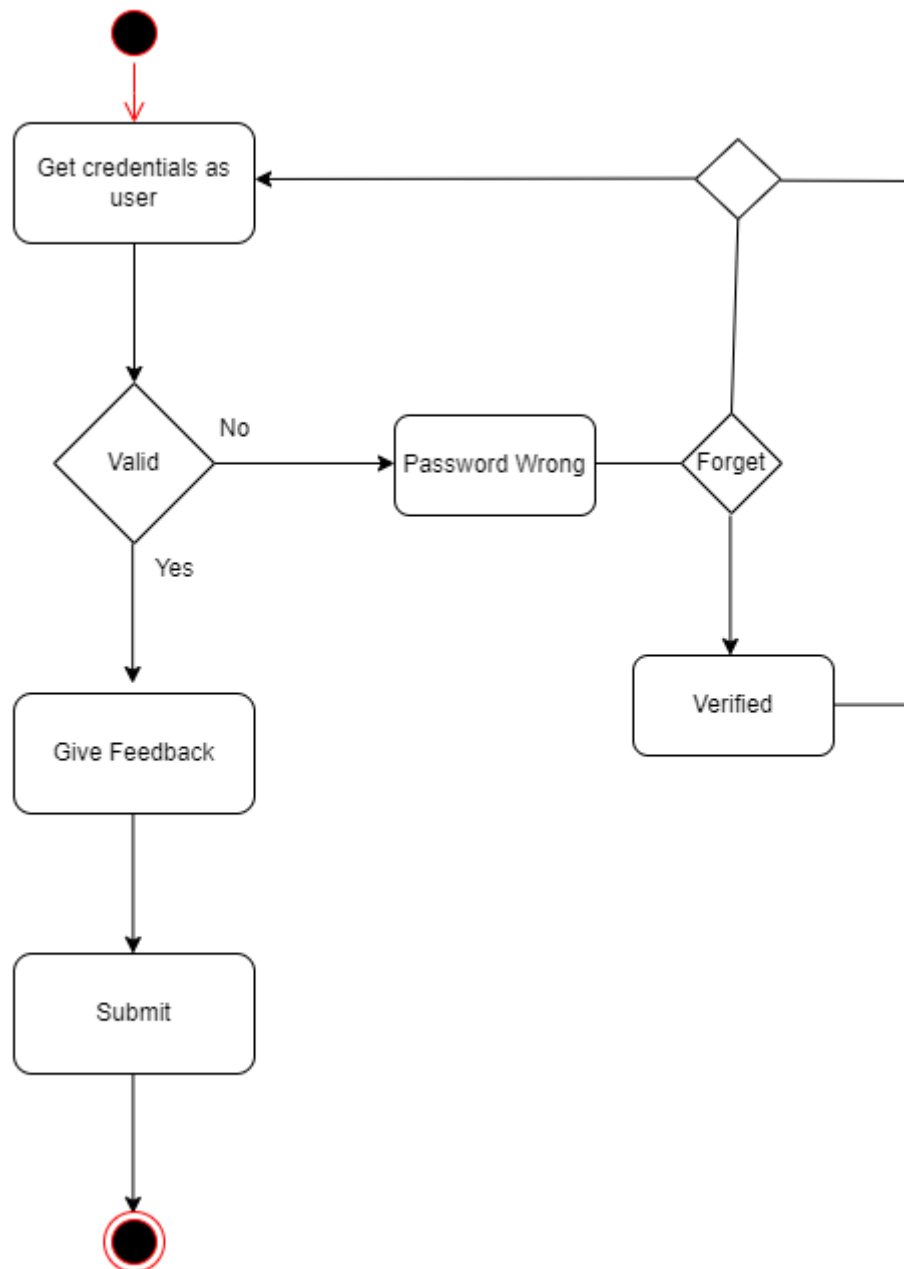 Get credentials as
user
No
Valid
Password Wrong
Forget
Yes
Verified
Give Feedback
Submit